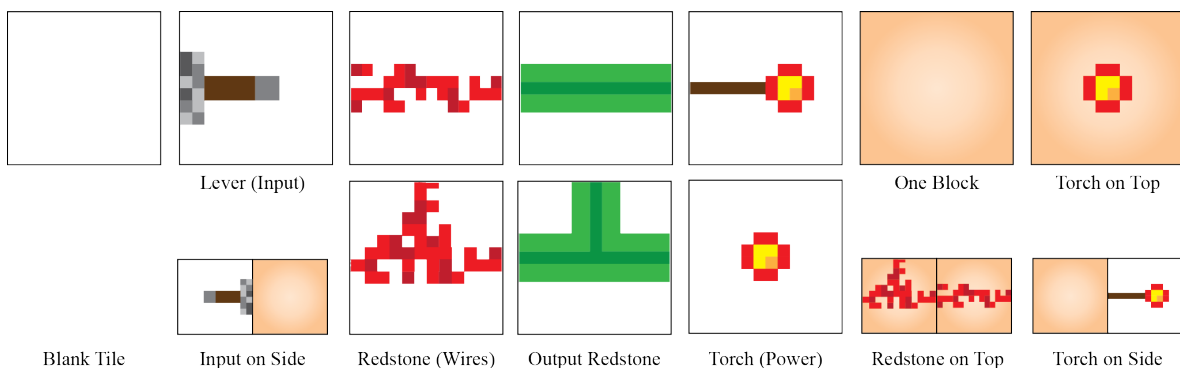 Lever (Input)
One Block
Torch on Top
Blank Tile
Input on Side
Redstone (Wires)
Output Redstone
Torch (Power)
Redstone on Top
Torch on Side